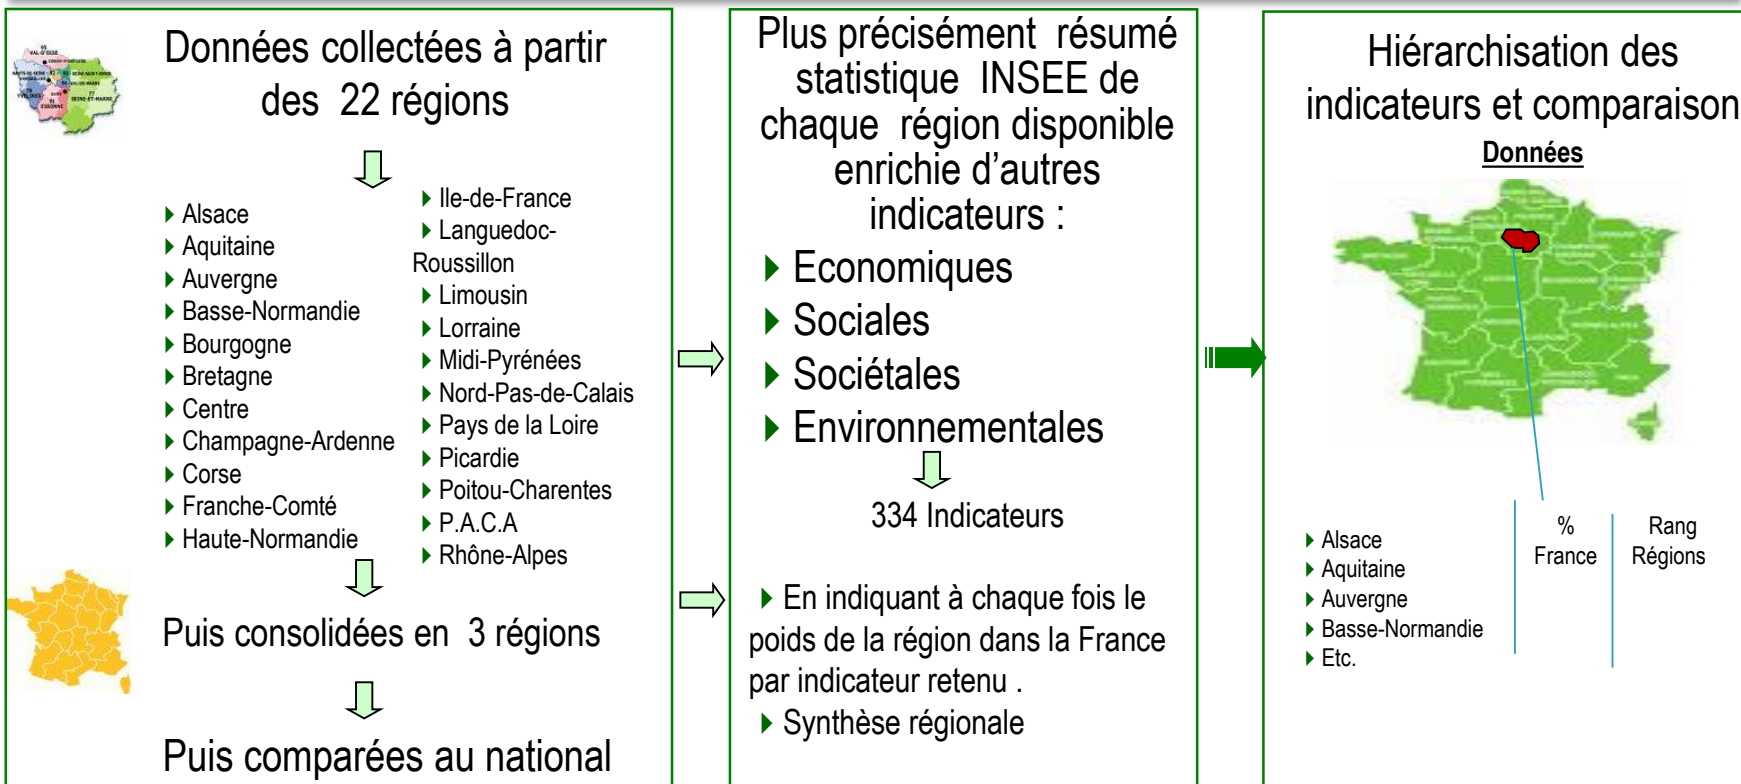 Données collectées à partir
des 22 régions
Alsace
Aquitaine
Auvergne
Basse-Normandie
Bourgogne
Bretagne
Centre
Champagne-Ardenne
Corse
Franche-Comté
Haute-Normandie
Ile-de-France
Languedoc-
Roussillon
Limousin
Lorraine
Midi-Pyrénées
Nord-Pas-de-Calais
Pays de la Loire
Picardie
Poitou-Charentes
P.A.C.A
Rhône-Alpes
Puis consolidées en 3 régions
Puis comparées au national
Plus précisément résumé
statistique INSEE de
chaque région disponible
enrichie d’autres
indicateurs :
Economiques
Sociales
Sociétales
Environnementales
334 Indicateurs
En indiquant à chaque fois le
poids de la région dans la France
par indicateur retenu .
Synthèse régionale
Hiérarchisation des
indicateurs et comparaison
Données
Alsace
Aquitaine
Auvergne
Basse-Normandie
Etc.
%
France
Rang
Régions